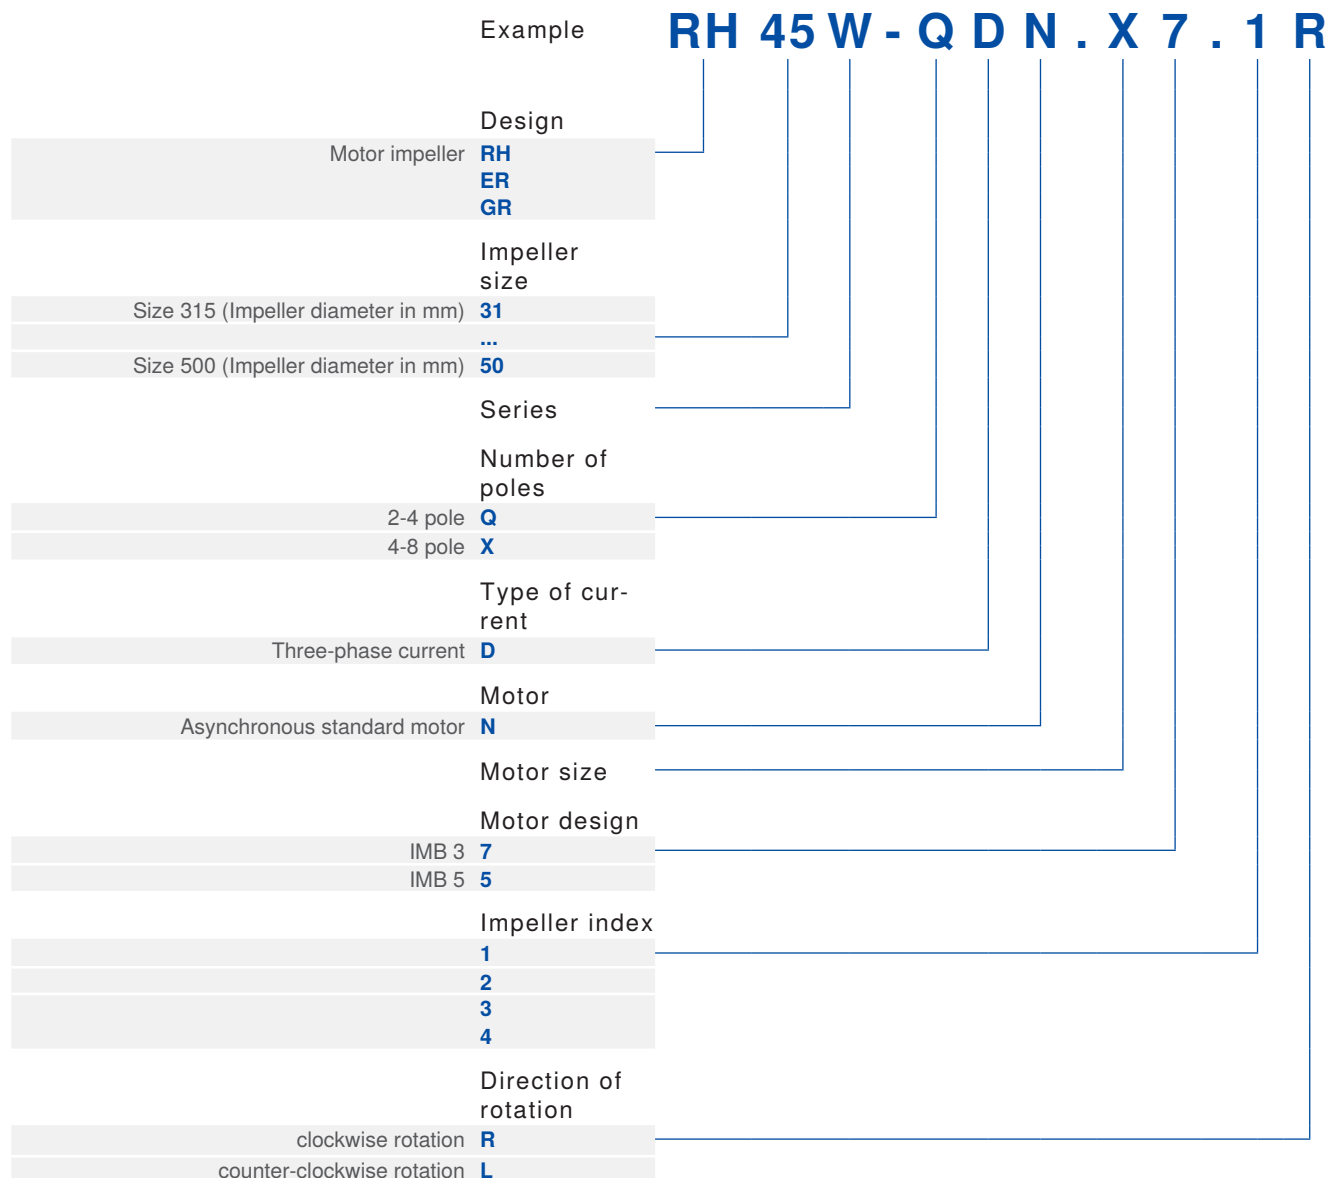 Example RH 45 W - Q D N . X 7 . 1 R
Design
Motor impeller RH
ER
GR
Impeller
size
Size 315 (Impeller diameter in mm) 31
...
Size 500 (Impeller diameter in mm) 50
Series
Number of
poles
2-4 pole Q
4-8 pole X
Type of cur-
rent
Three-phase current D
Motor
Asynchronous standard motor N
Motor size
Motor design
IMB 3 7
IMB 5 5
Impeller index
1
2
3
4
Direction of
rotation
clockwise rotation R
counter-clockwise rotation L